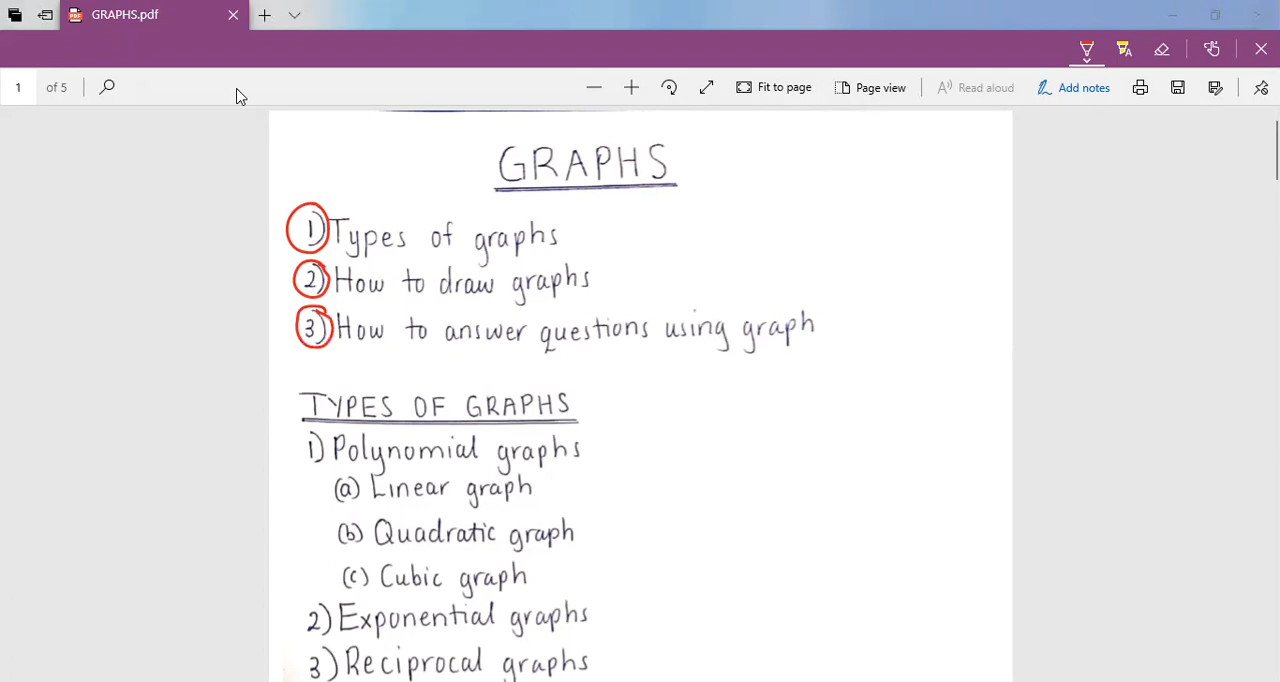 GRAPHS.pdf
1 of 5 Fit to page Page view Read aloud Add notes
GRAPHS
1) Types of graphs
2) How to draw graphs
3) How to answer questions using graph
TYPES OF GRAPHS
1) Polynomial graphs
(a) Linear graph
(b) Quadratic graph
(c) Cubic graph
2) Exponential graphs
3) Reciprocal graphs